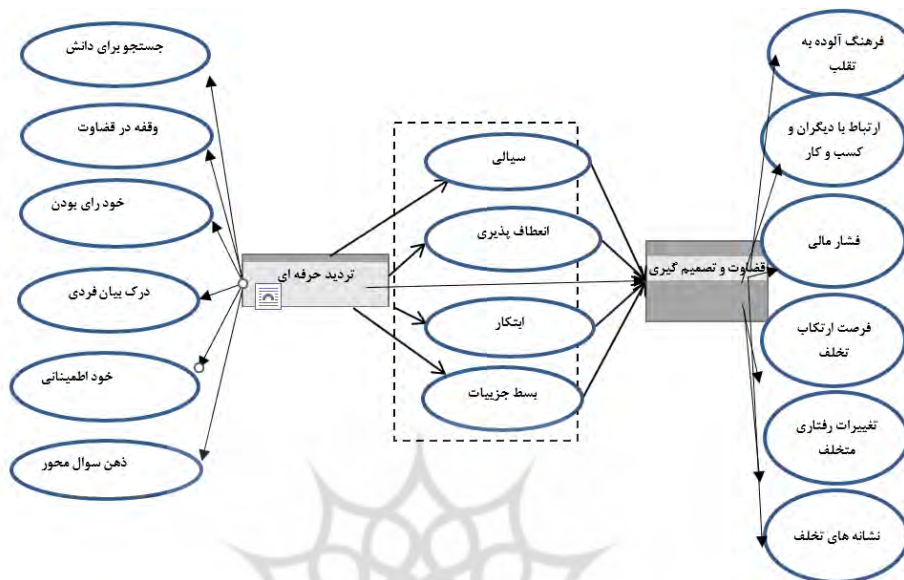 جستجو برای دانش
وقفه در قضاوت
خود رای بودن
درک بیان فردی
خود اطمینانی
ذهن سوال محور
تردید حرفه ای
سیالی
انعطاف پذیری
ابتکار
بسط جزییات
قضاوت و تصمیم گیری
فرهنگ آلوده به
تقلب
ارتباط با دیگران و
کسب و کار
فشار مالی
فرصت ارتکاب
تخلف
تغییرات رفتاری
متخلف
نشانه های تخلف